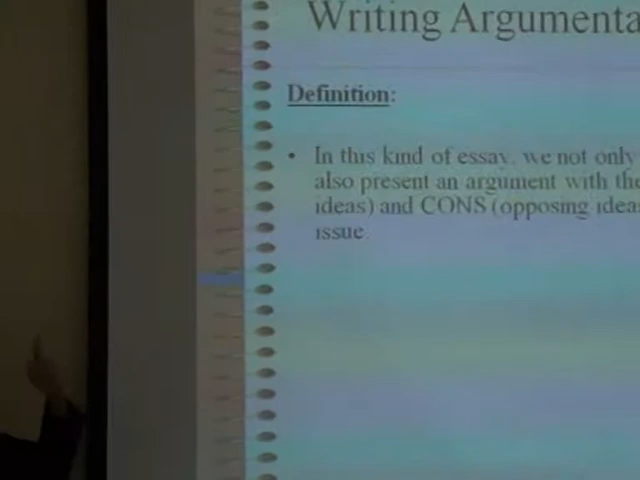 Writing Argumenta
Definition:
• In this kind of essay, we not only
also present an argument with the
ideas) and CONS (opposing ideas
issue.